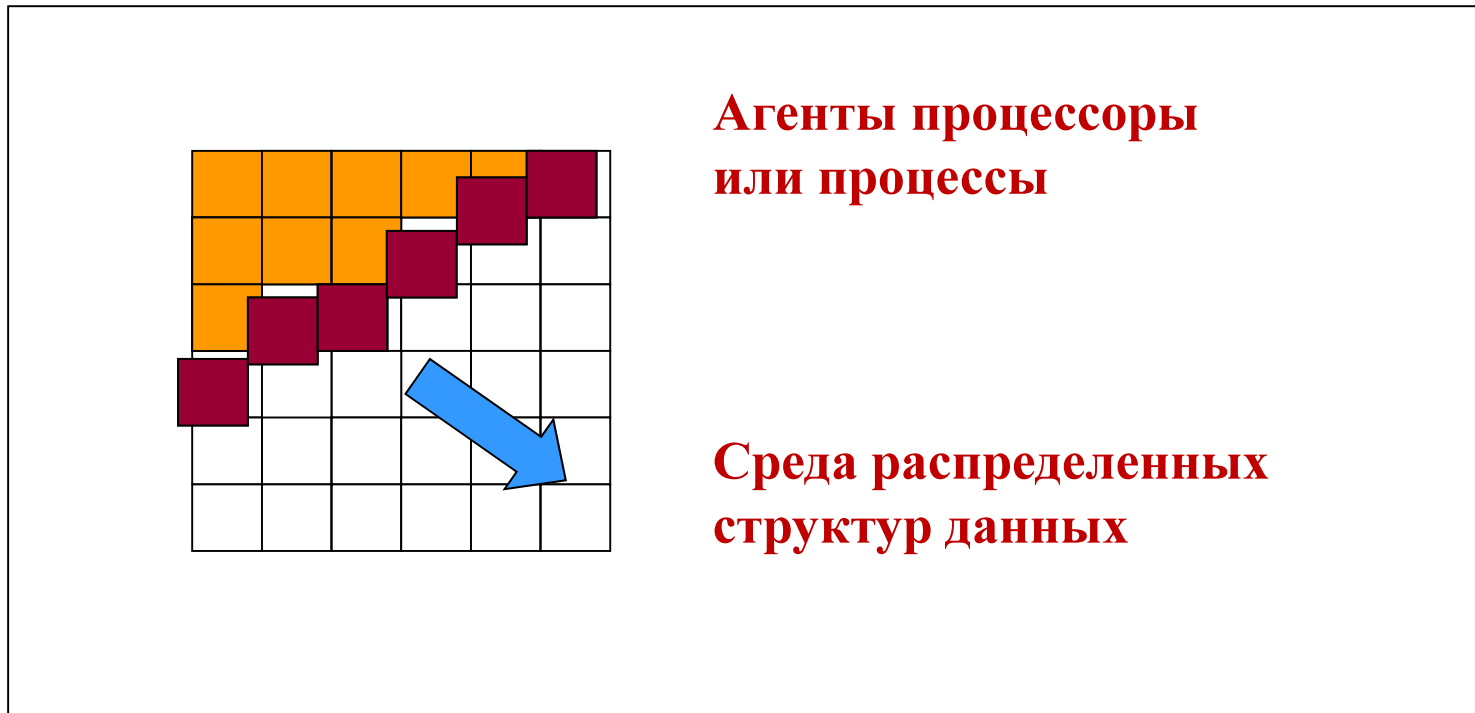 Агенты процессоры
или процессы
Среда распределенных
структур данных